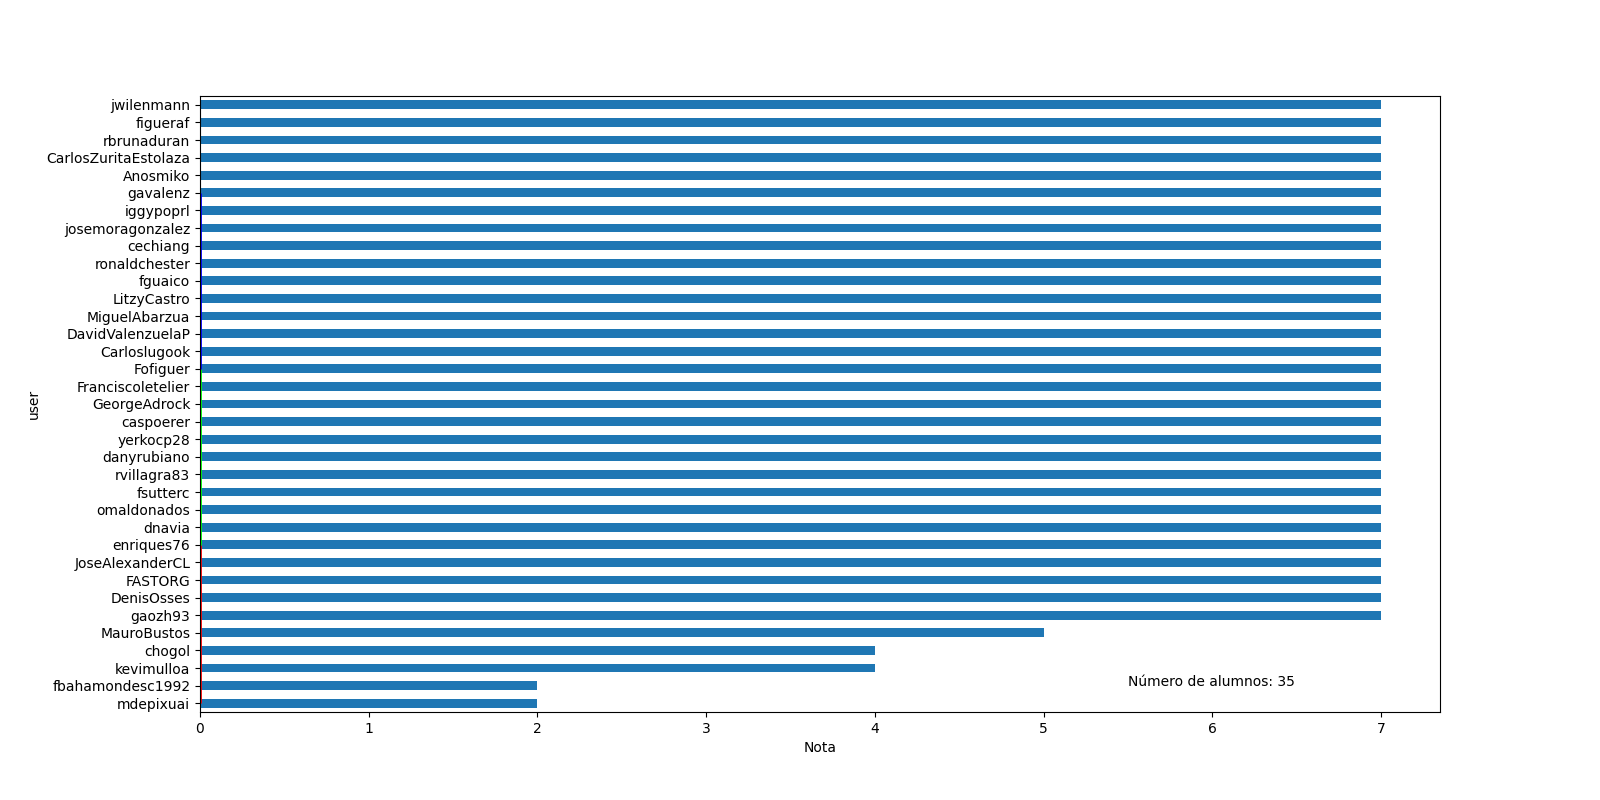 jwilenmann
figueraf
rbrunaduran
CarlosZuritaEstolaza
Anosmiko
gavalenz
iggypoprl
josemoragonzalez
cechiang
ronaldchester
fguaico
LitzyCastro
MiguelAbarzua
DavidValenzuelaP
Carloslugook
Fofiguer
Franciscoletelier
GeorgeAdrock
caspoerer
yerkocp28
danyrubiano
rvillagra83
fsutterc
omaldonados
dnavia
enriques76
JoseAlexanderCL
FASTORG
DenisOsses
gaozh93
MauroBustos
chogol
kevimulloa
fbahamondesc1992
mdepixuai
user
Número de alumnos: 35
0 1 2 3 4 5 6 7
Nota